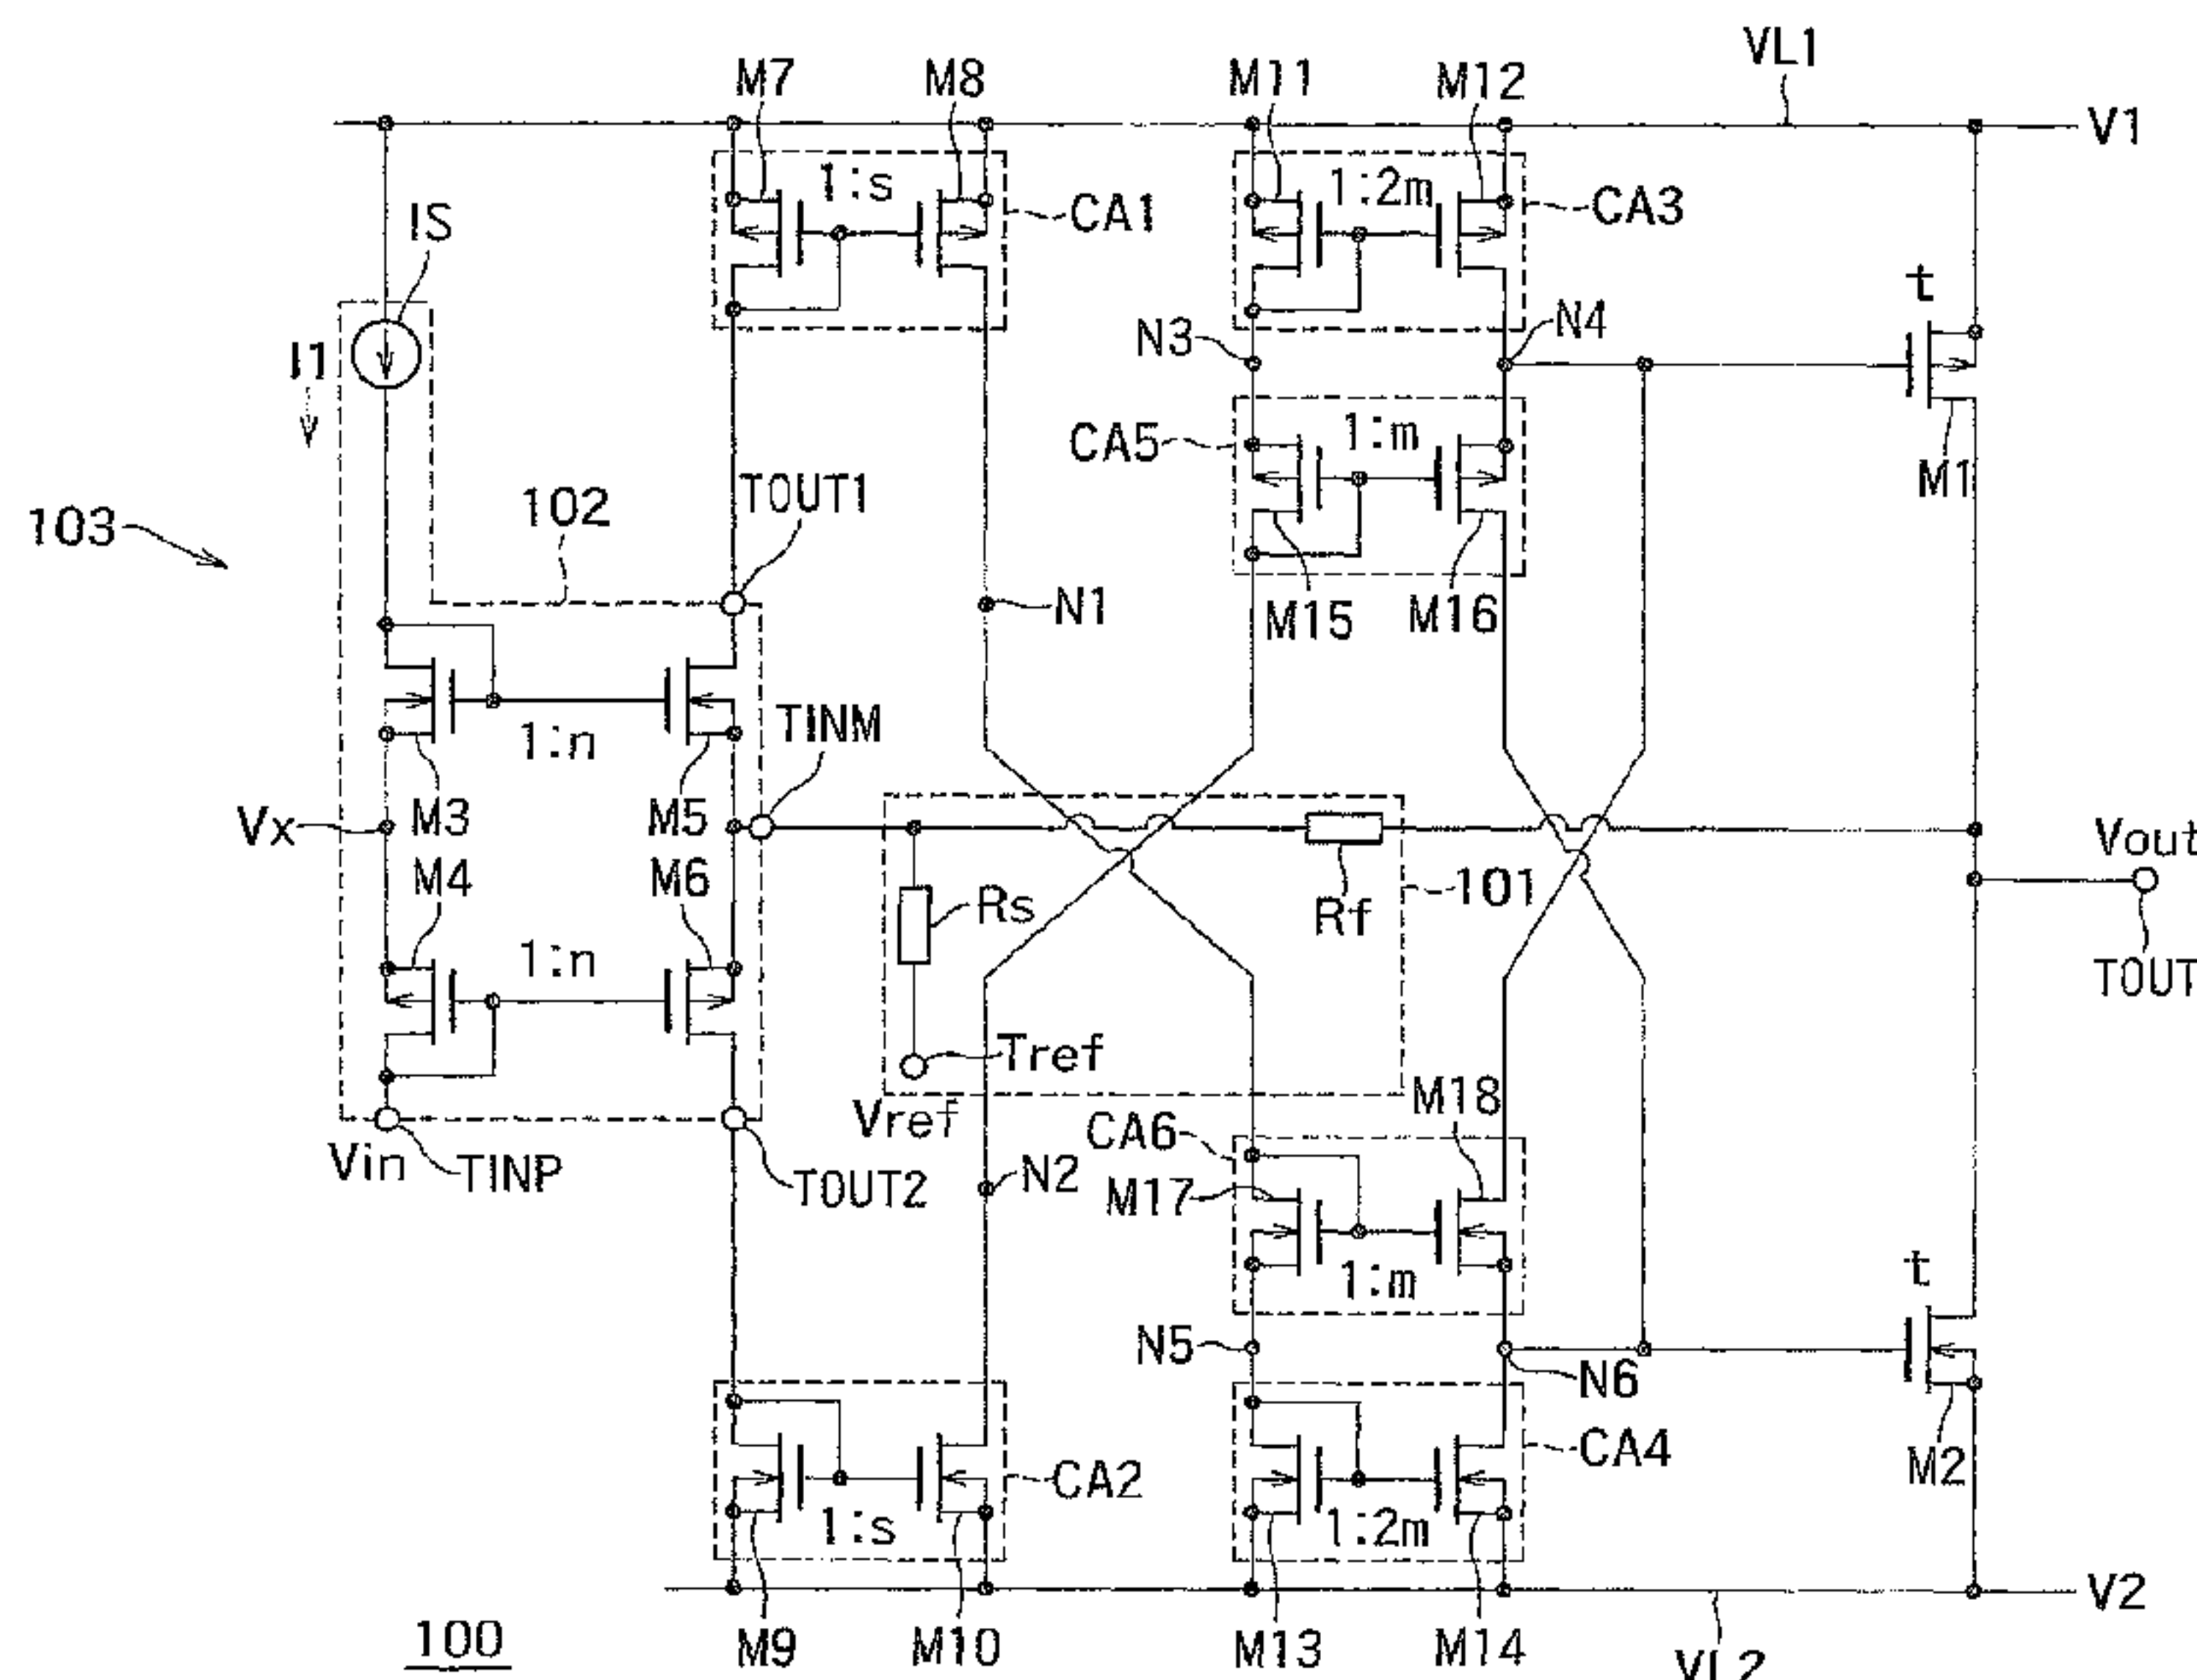 VL1
M7
M8
M11
M12
V1
1:s
CA1
1:2m
CA3
IS
t
N3
N4
I1
CA5
1:m
M1
TOUT1
102
103
N1
M15
M16
TINM
1:n
Vx
M3
M5
Vout
M4
M6
Rs
101
Rf
1:n
TOUT
Tref
M18
Vref
CA6
Vin
TINP
TOUT2
N2
M17
t
1:m
N5
N6
CA4
CA2
M2
1:s
1:2m
V2
100
M9
M10
M13
M14
VL2